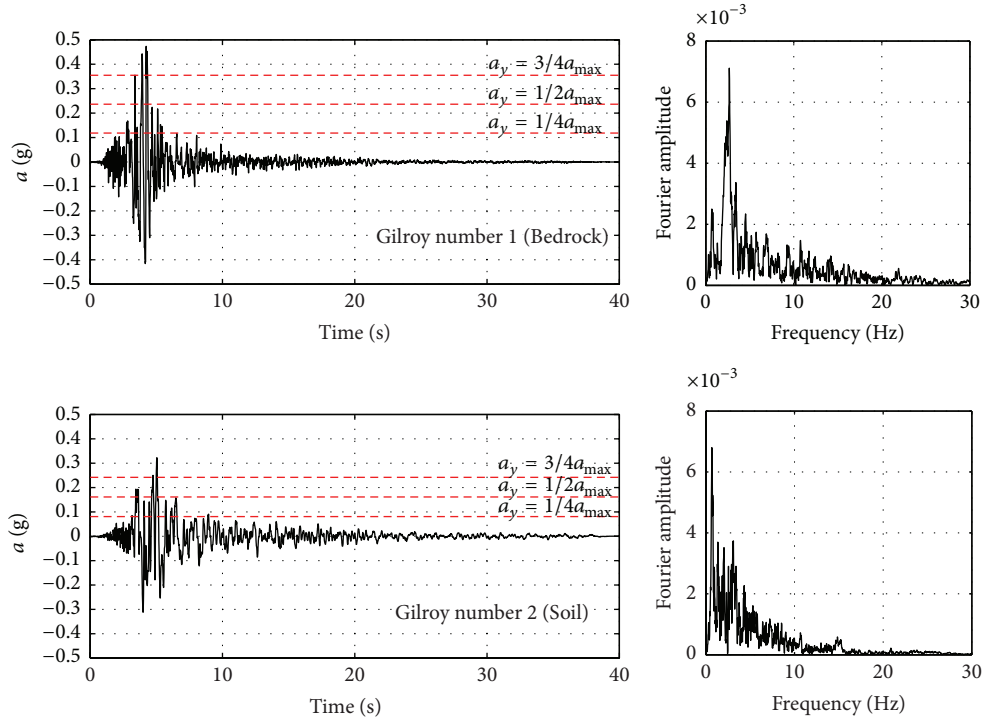 0.5
0.4
0.3
0.2
0.1
0
−0.1
−0.2
−0.3
−0.4
−0.5
a (g)
a_y = 3/4a_max
a_y = 1/2a_max
a_y = 1/4a_max
Gilroy number 1 (Bedrock)
0 10 20 30 40
Time (s)
×10⁻³
8
6
4
2
0
Fourier amplitude
0 10 20 30
Frequency (Hz)
0.5
0.4
0.3
0.2
0.1
0
−0.1
−0.2
−0.3
−0.4
−0.5
a (g)
a_y = 3/4a_max
a_y = 1/2a_max
a_y = 1/4a_max
Gilroy number 2 (Soil)
0 10 20 30 40
Time (s)
×10⁻³
8
6
4
2
0
Fourier amplitude
0 10 20 30
Frequency (Hz)